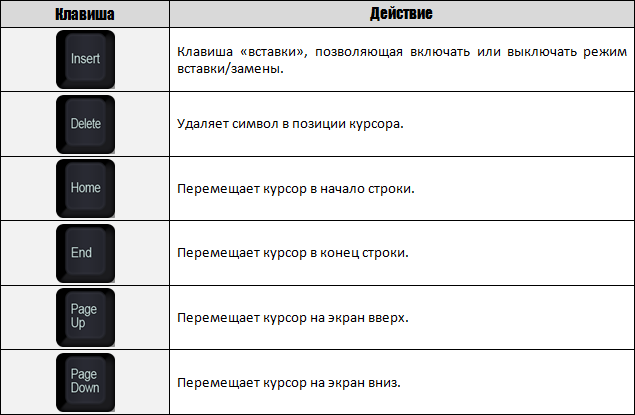 Клавиша
Действие
Insert
Клавиша «вставки», позволяющая включать или выключать режим
вставки/замены.
Delete
Удаляет символ в позиции курсора.
Home
Перемещает курсор в начало строки.
End
Перемещает курсор в конец строки.
Page
Up
Перемещает курсор на экран вверх.
Page
Down
Перемещает курсор на экран вниз.